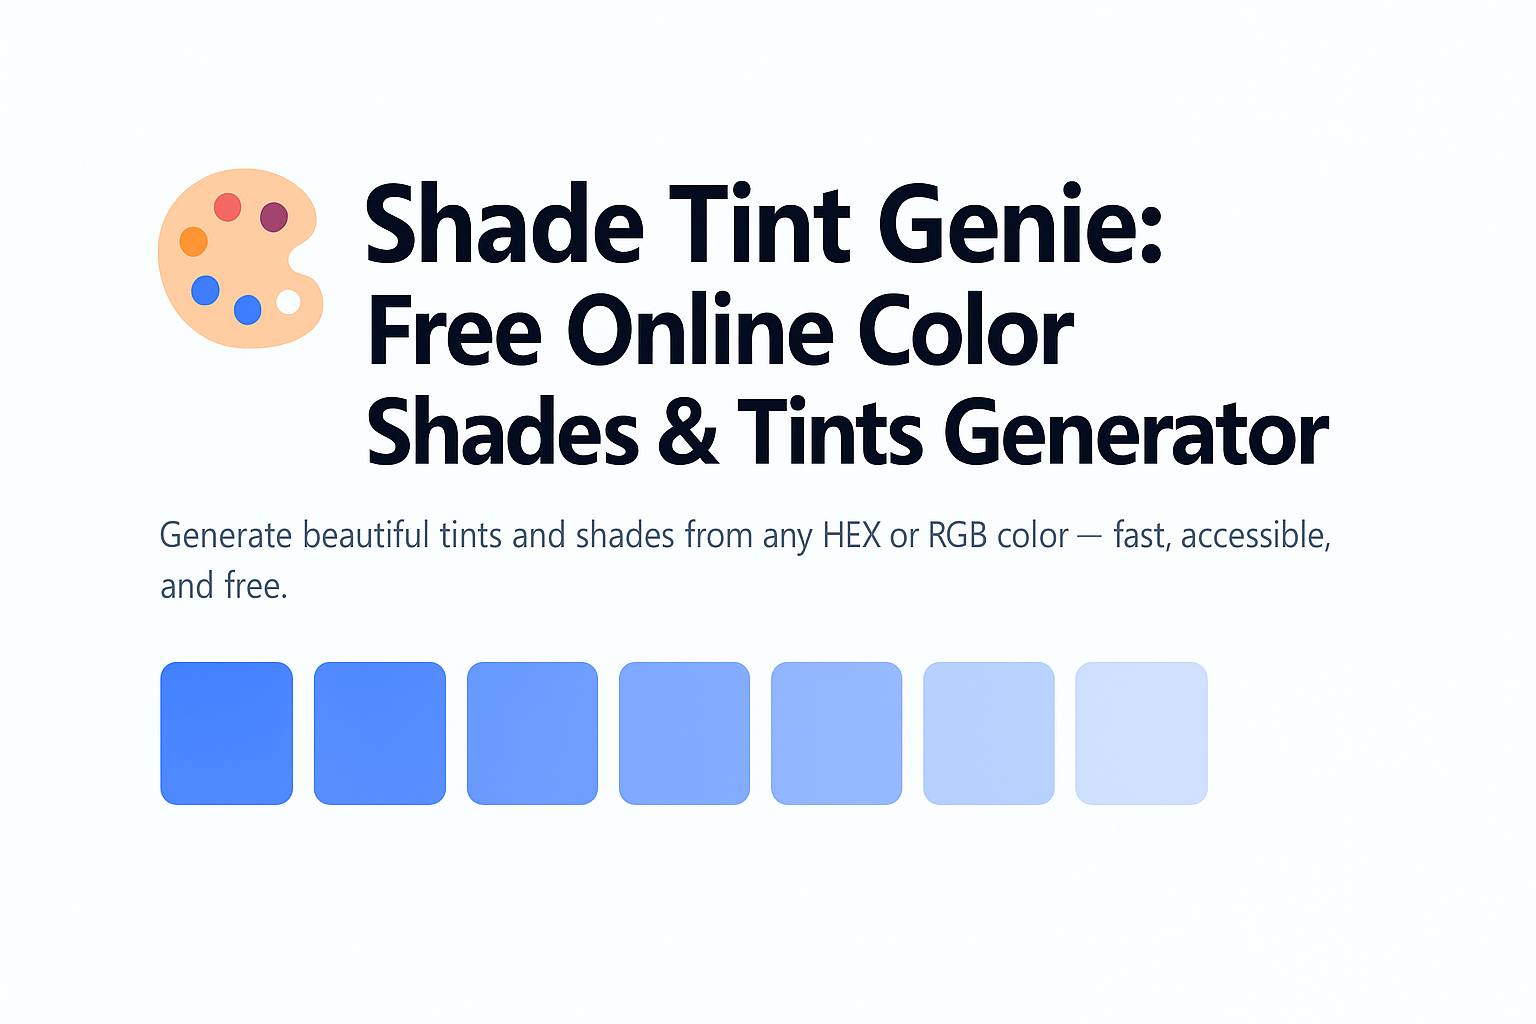 Shade Tint Genie:
Free Online Color
Shades & Tints Generator
Generate beautiful tints and shades from any HEX or RGB color — fast, accessible,
and free.